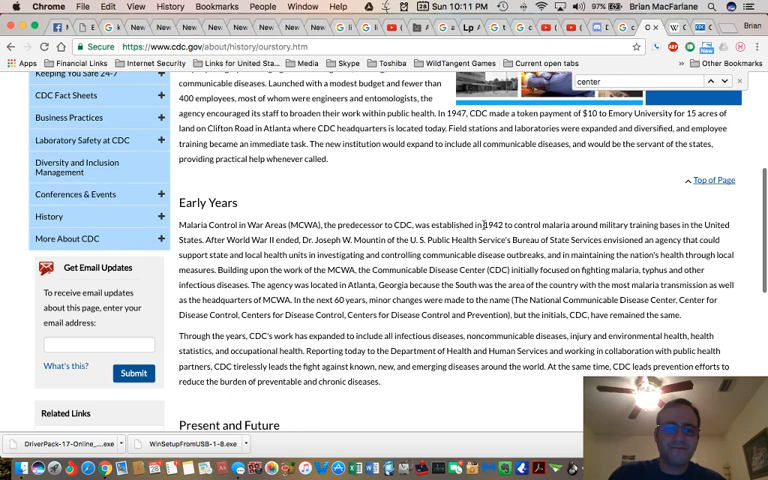 Chrome File Edit View History Bookmarks People Window Help Sun 10:11 PM 97% Brian MacFarlane
New New New New New Lp Brian
Secure https://www.cdc.gov/about/history/ourstory.htm
Apps Financial Links Internet Security Links for United Sta... Media Skype Toshiba WildTangent Games Current open tabs Other Bookmarks
center
Keeping You Safe 24-7
CDC Fact Sheets
Business Practices
Laboratory Safety at CDC
Diversity and Inclusion
Management
Conferences & Events
History
More About CDC
Get Email Updates
To receive email updates
about this page, enter your
email address:
What's this? Submit
Related Links
communicable diseases. Launched with a modest budget and fewer than
400 employees, most of whom were engineers and entomologists, the
agency encouraged its staff to broaden their work within public health. In 1947, CDC made a token payment of $10 to Emory University for 15 acres of
land on Clifton Road in Atlanta where CDC headquarters is located today. Field stations and laboratories were expanded and diversified, and employee
training became an immediate task. The new institution would expand to include all communicable diseases, and would be the servant of the states,
providing practical help whenever called.
Top of Page
Early Years
Malaria Control in War Areas (MCWA), the predecessor to CDC, was established in 1942 to control malaria around military training bases in the United
States. After World War II ended, Dr. Joseph W. Mountin of the U. S. Public Health Service's Bureau of State Services envisioned an agency that could
support state and local health units in investigating and controlling communicable disease outbreaks, and in maintaining the nation's health through local
measures. Building upon the work of the MCWA, the Communicable Disease Center (CDC) initially focused on fighting malaria, typhus and other
infectious diseases. The agency was located in Atlanta, Georgia because the South was the area of the country with the most malaria transmission as well
as the headquarters of MCWA. In the next 60 years, minor changes were made to the name (The National Communicable Disease Center, Center for
Disease Control, Centers for Disease Control, Centers for Disease Control and Prevention), but the initials, CDC, have remained the same.
Through the years, CDC's work has expanded to include all infectious diseases, noncommunicable diseases, injury and environmental health, health
statistics, and occupational health. Reporting today to the Department of Health and Human Services and working in collaboration with public health
partners, CDC tirelessly leads the fight against known, new, and emerging diseases around the world. At the same time, CDC leads prevention efforts to
reduce the burden of preventable and chronic diseases.
Present and Future
DriverPack-17-Online_....exe WinSetupFromUSB-1-8.exe